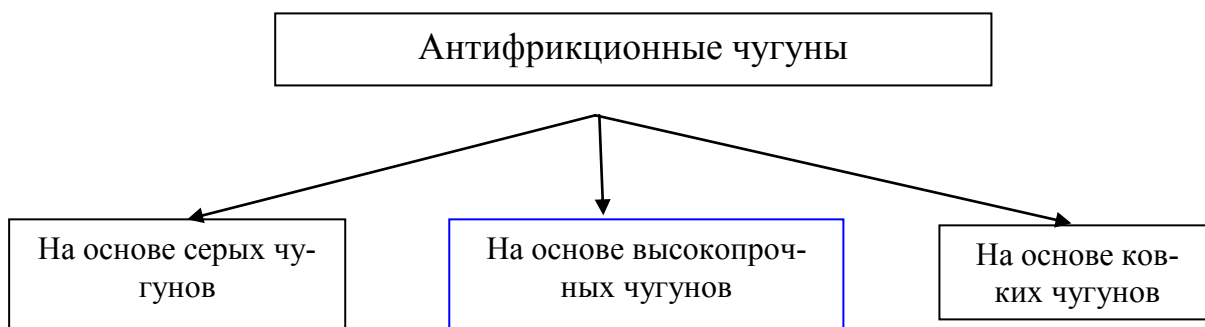 Антифрикционные чугуны
На основе серых чу-
гунов
На основе высокопроч-
ных чугунов
На основе ков-
ких чугунов